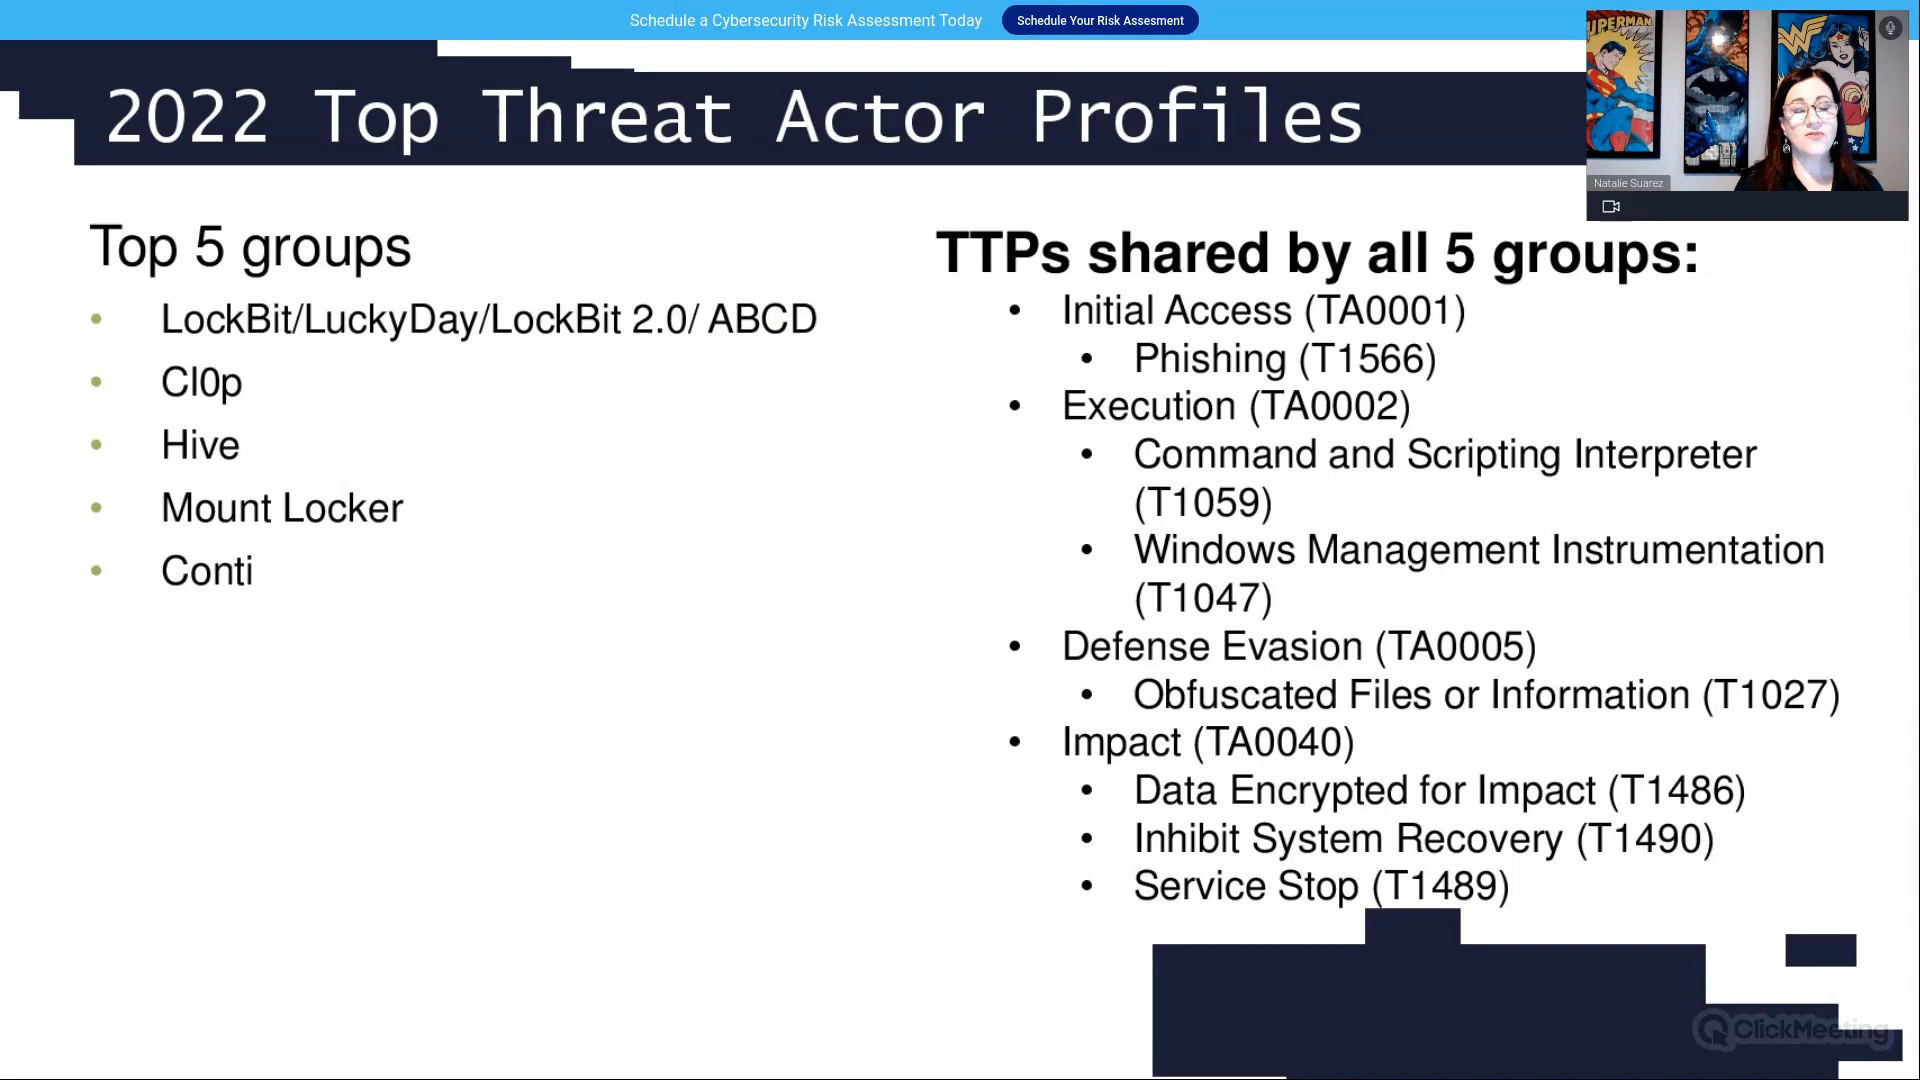 Schedule a Cybersecurity Risk Assessment Today
Schedule Your Risk Assesment
SUPERMAN
Natalie Suarez
2022 Top Threat Actor Profiles
Top 5 groups
• LockBit/LuckyDay/LockBit 2.0/ ABCD
• Cl0p
• Hive
• Mount Locker
• Conti
TTPs shared by all 5 groups:
• Initial Access (TA0001)
• Phishing (T1566)
• Execution (TA0002)
• Command and Scripting Interpreter
(T1059)
• Windows Management Instrumentation
(T1047)
• Defense Evasion (TA0005)
• Obfuscated Files or Information (T1027)
• Impact (TA0040)
• Data Encrypted for Impact (T1486)
• Inhibit System Recovery (T1490)
• Service Stop (T1489)
ClickMeeting